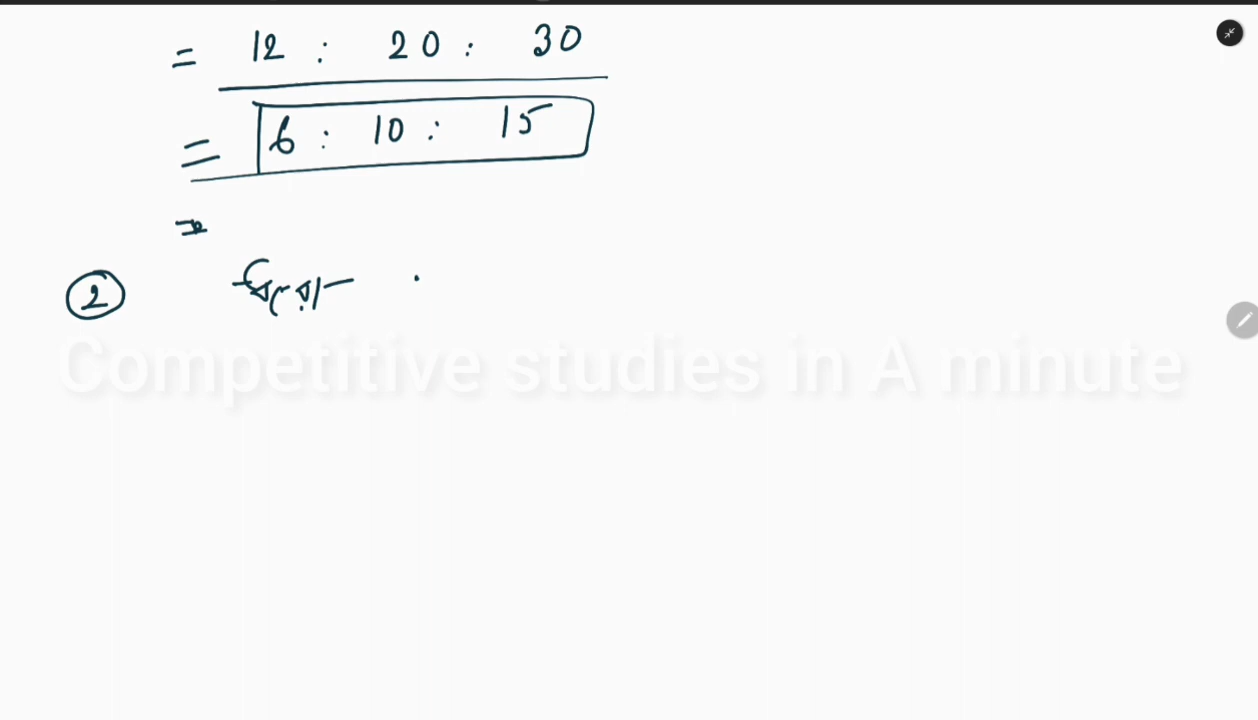 = 12 : 20 : 30
= 6 : 10 : 15
⇒
② 
Competitive studies in A minute